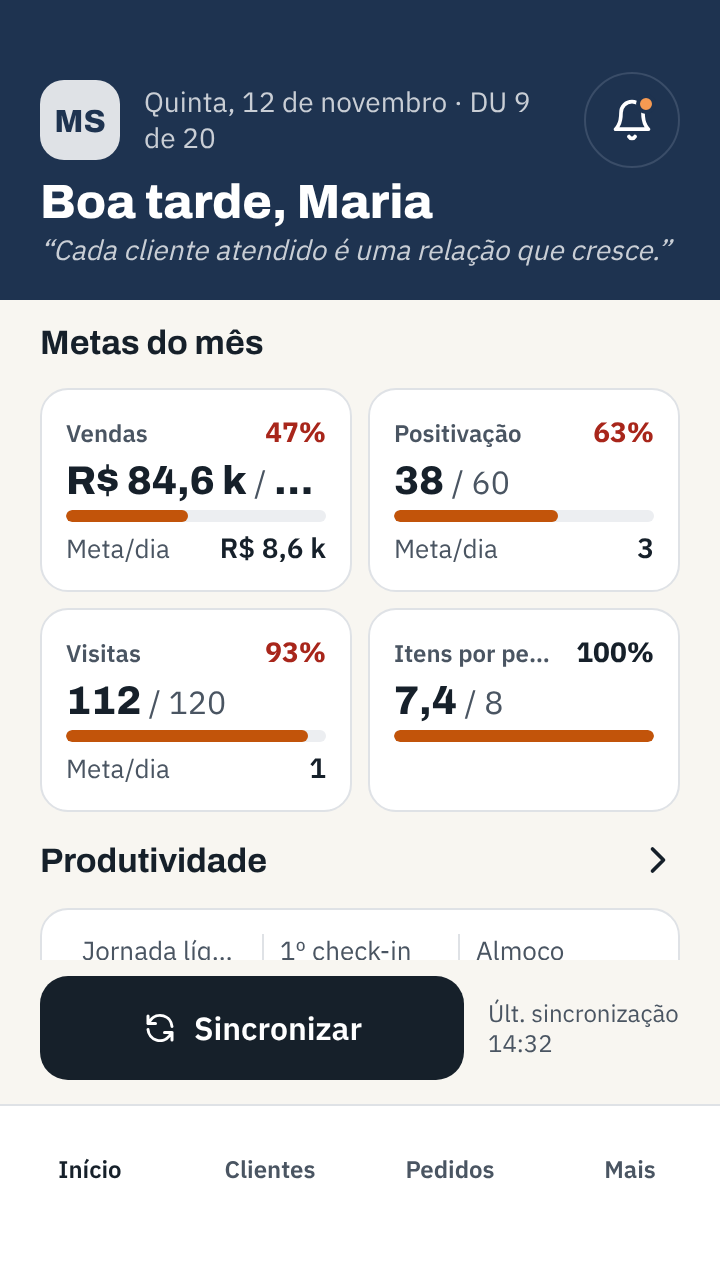 MS
Quinta, 12 de novembro · DU 9
de 20
Boa tarde, Maria
“Cada cliente atendido é uma relação que cresce.”
Metas do mês
Vendas 47%
R$ 84,6 k / ...
Meta/dia R$ 8,6 k
Positivação 63%
38 / 60
Meta/dia 3
Visitas 93%
112 / 120
Meta/dia 1
Itens por pe... 100%
7,4 / 8
Produtividade
Jornada líq... 1º check-in Almoço
Sincronizar
Últ. sincronização
14:32
Início Clientes Pedidos Mais